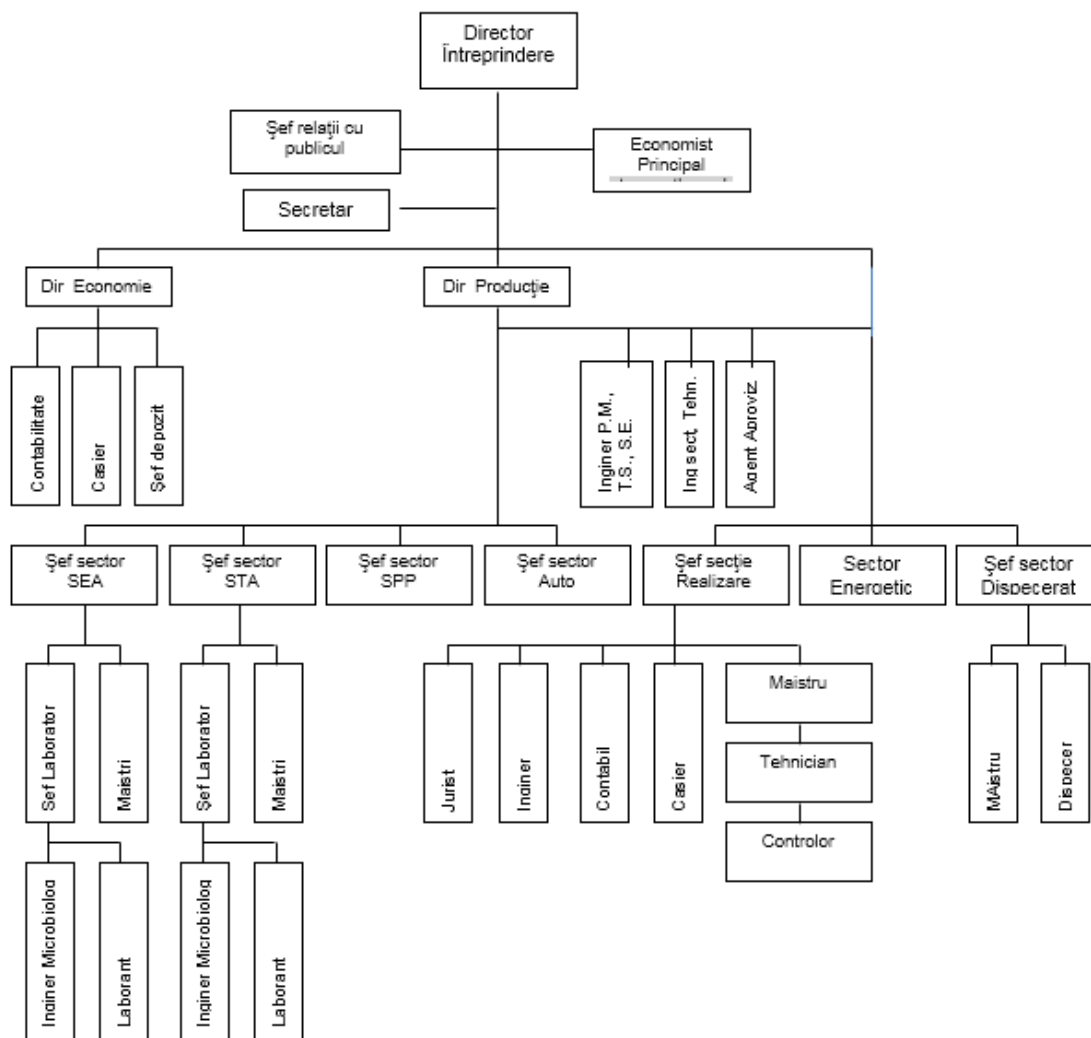 Director
Întreprindere
Şef relaţii cu
publicul
Economist
Principal
Secretar
Dir Economie
Dir Producţie
Contabilitate
Casier
Şef depozit
Inginer P.M.,
T.S., S.E.
Ing sect, Tehn.
Agent Aproviz.
Şef sector
SEA
Şef sector
STA
Şef sector
SPP
Şef sector
Auto
Şef secţie
Realizare
Sector
Energetic
Şef sector
Dispecerat
Sef Laborator
Maistri
Şef Laborator
Maistri
Jurist
Inginer
Contabil
Casier
Maistru
Tehnician
Controlor
MAistru
Dispecer
Inginer Microbiolog
Laborant
Inginer Microbiolog
Laborant